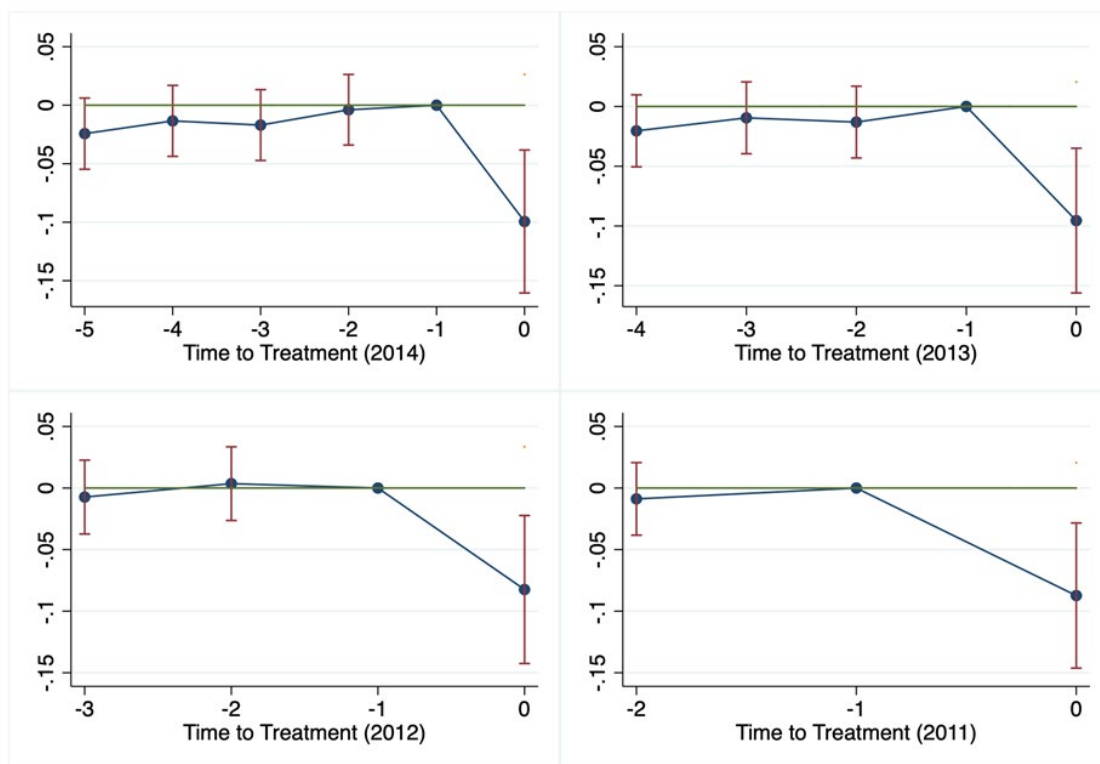 .05
0
-.05
-.1
-.15
-5 -4 -3 -2 -1 0
Time to Treatment (2014)
.05
0
-.05
-.1
-.15
-4 -3 -2 -1 0
Time to Treatment (2013)
.05
0
-.05
-.1
-.15
-3 -2 -1 0
Time to Treatment (2012)
.05
0
-.05
-.1
-.15
-2 -1 0
Time to Treatment (2011)